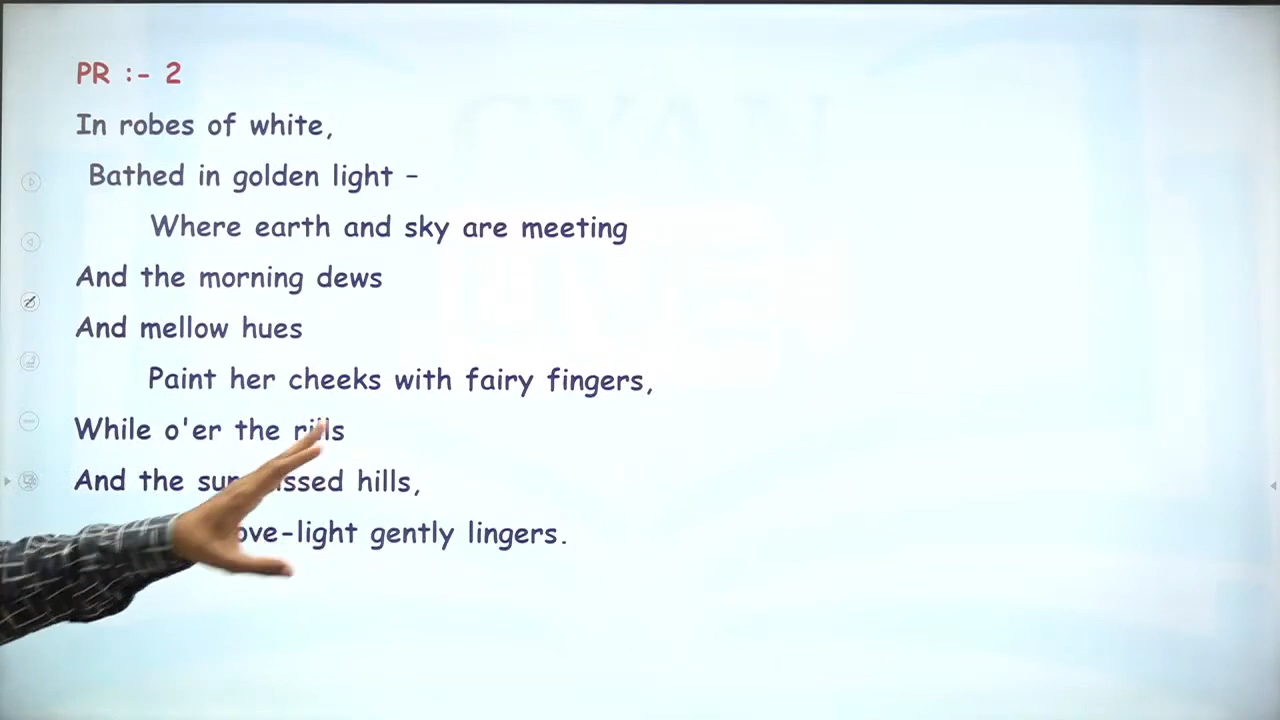 PR :- 2
In robes of white,
Bathed in golden light -
Where earth and sky are meeting
And the morning dews
And mellow hues
Paint her cheeks with fairy fingers,
While o'er the rills
And the hills,
gently lingers.